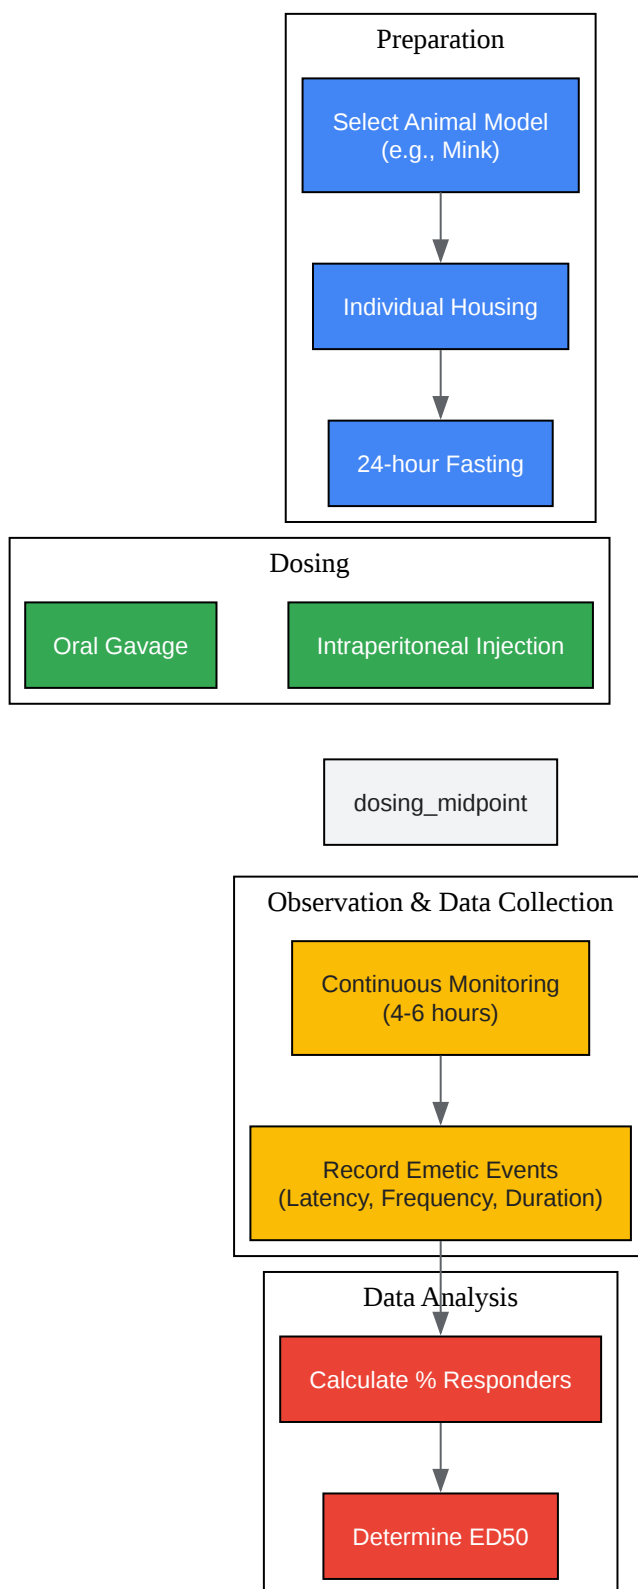 Preparation
Select Animal Model
(e.g., Mink)
Individual Housing
24-hour Fasting
Dosing
Oral Gavage
Intraperitoneal Injection
dosing_midpoint
Observation & Data Collection
Continuous Monitoring
(4-6 hours)
Record Emetic Events
(Latency, Frequency, Duration)
Data Analysis
Calculate % Responders
Determine ED50